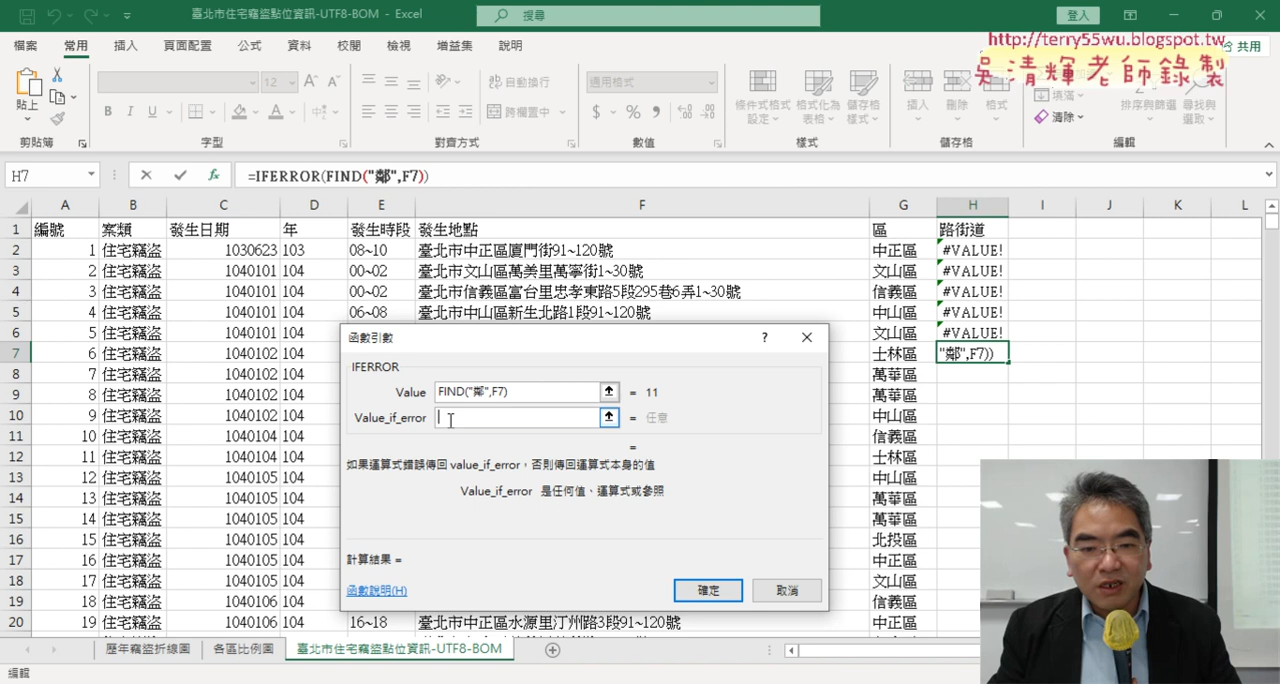 臺北市住宅竊盜點位資訊-UTF8-BOM - Excel
搜尋
登入
檔案 常用 插入 頁面配置 公式 資料 校閱 檢視 增益集 說明
共用
http://terry55wu.blogspot.tw
吳清輝老師錄製
貼上
12
自動換行
跨欄置中
通用格式
條件式格式設定
格式化為表格
儲存格樣式
插入 刪除 格式
填滿
清除
排序與篩選
尋找與選取
剪貼簿 字型 對齊方式 數值 樣式 儲存格 編輯
H7
=IFERROR(FIND("鄰",F7))
A B C D E F G H I J K L
1 編號 案類 發生日期 年 發生時段 發生地點 區 路街道
2 1 住宅竊盜 1030623 103 08~10 臺北市中正區廈門街91~120號 中正區 #VALUE!
3 2 住宅竊盜 1040101 104 00~02 臺北市文山區萬美里萬寧街1~30號 文山區 #VALUE!
4 3 住宅竊盜 1040101 104 00~02 臺北市信義區富台里忠孝東路5段295巷6弄1~30號 信義區 #VALUE!
5 4 住宅竊盜 1040101 104 06~08 臺北市中山區新生北路1段91~120號 中山區 #VALUE!
6 5 住宅竊盜 1040101 104 文山區 #VALUE!
7 6 住宅竊盜 1040102 104 士林區 "鄰",F7))
8 7 住宅竊盜 1040102 104 萬華區
9 8 住宅竊盜 1040102 104 萬華區
10 9 住宅竊盜 1040102 104 中山區
11 10 住宅竊盜 1040104 104 信義區
12 11 住宅竊盜 1040104 104 士林區
13 12 住宅竊盜 1040105 104 中山區
14 13 住宅竊盜 1040105 104 萬華區
15 14 住宅竊盜 1040105 104 萬華區
16 15 住宅竊盜 1040105 104 北投區
17 16 住宅竊盜 1040105 104 中正區
18 17 住宅竊盜 1040105 104 文山區
19 18 住宅竊盜 1040106 104 信義區
20 19 住宅竊盜 1040106 104 16~18 臺北市中正區水源里汀州路3段91~120號 中正區
函數引數
IFERROR
Value FIND("鄰",F7) = 11
Value_if_error = 任意
=
如果運算式錯誤傳回 value_if_error，否則傳回運算式本身的值
Value_if_error 是任何值、運算式或參照
計算結果 =
函數說明(H)
確定 取消
歷年竊盜折線圖 各區比例圖 臺北市住宅竊盜點位資訊-UTF8-BOM
編輯